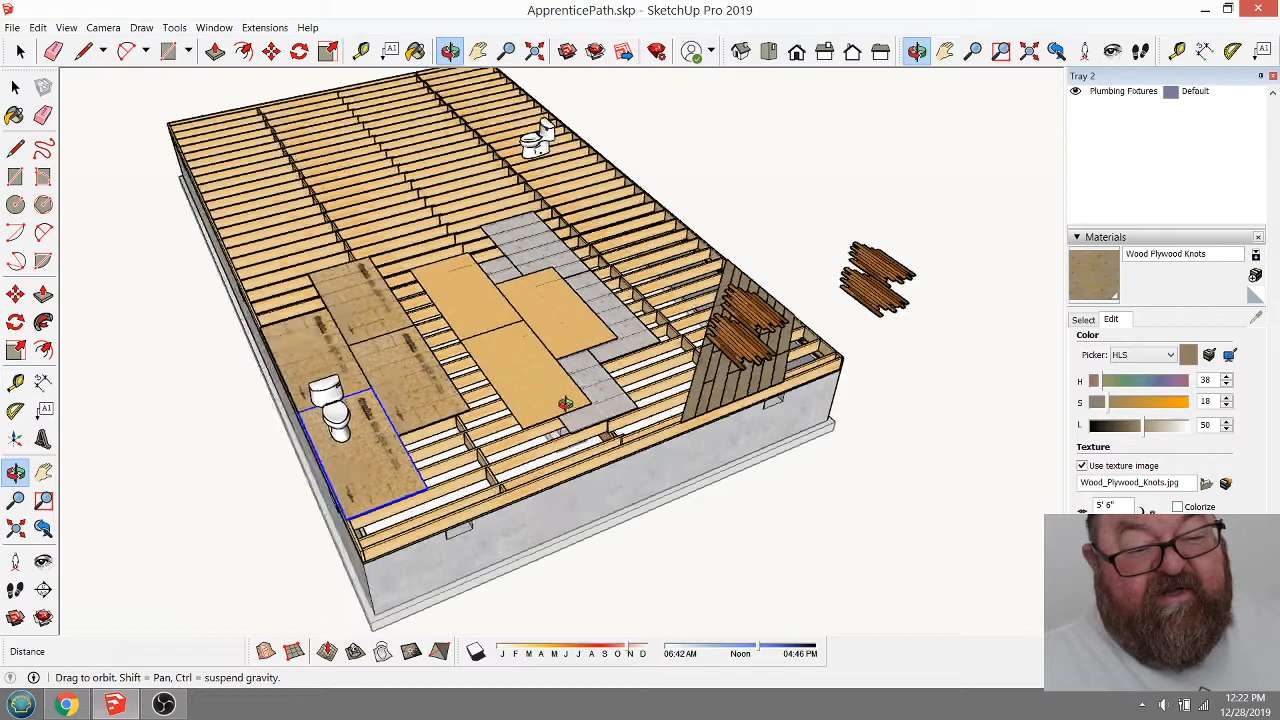 ApprenticePath.skp - SketchUp Pro 2019
File Edit View Camera Draw Tools Window Extensions Help
Tray 2
Plumbing Fixtures Default
Materials
Wood Plywood Knots
Select Edit
Color
Picker: HLS
H 38
S 18
L 50
Texture
Use texture image
Wood_Plywood_Knots.jpg
5' 6"
Colorize
Distance
J F M A M J J A S O N D
06:42 AM Noon 04:46 PM
Drag to orbit. Shift = Pan, Ctrl = suspend gravity.
12:22 PM
12/28/2019